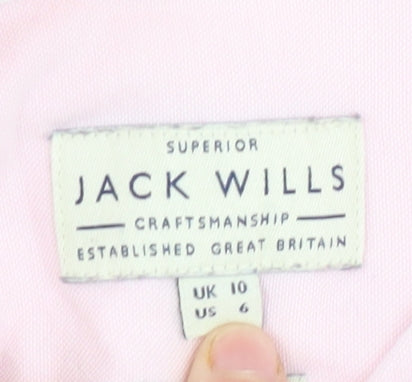 SUPERIOR
JACK WILLS
CRAFTSMANSHIP
ESTABLISHED GREAT BRITAIN
UK 10
US 6